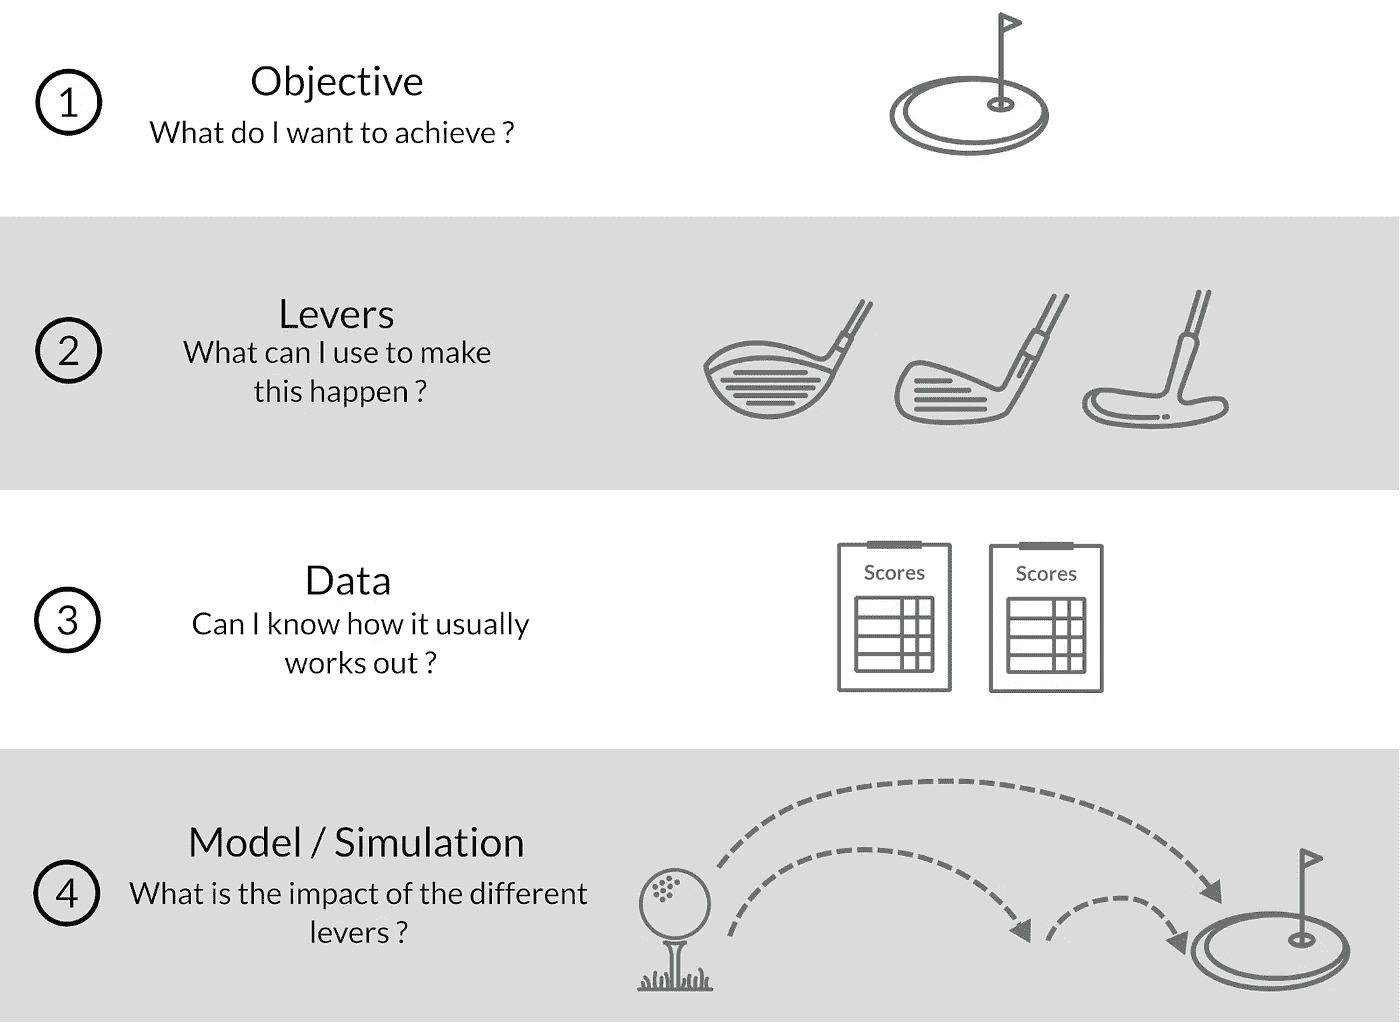 1
Objective
What do I want to achieve ?
2
Levers
What can I use to make
this happen ?
3
Data
Can I know how it usually
works out ?
Scores
Scores
4
Model / Simulation
What is the impact of the different
levers ?